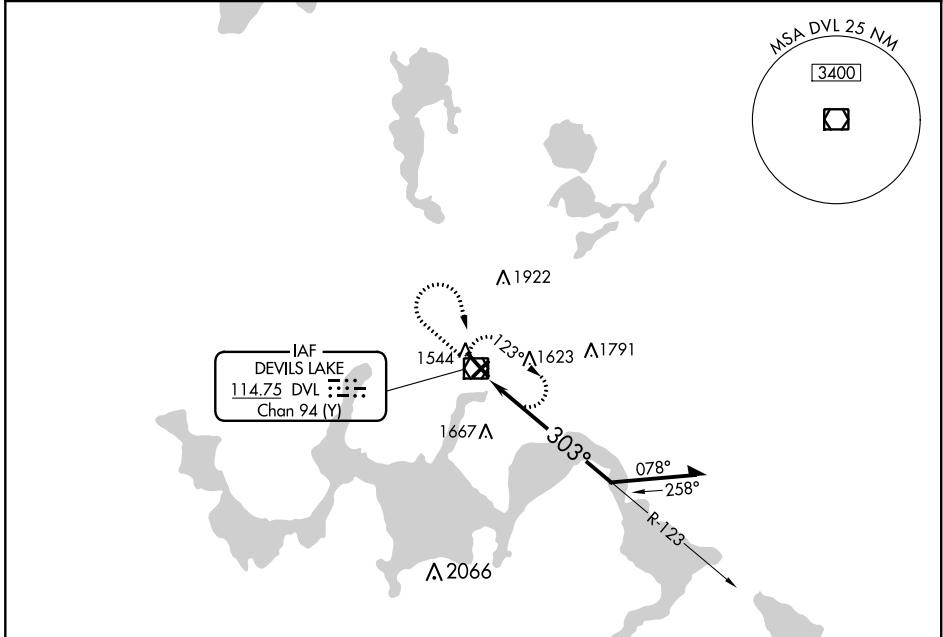 MSA DVL 25 NM
3400
1922
123°
1544
1623
1791
IAF
DEVILS LAKE
114.75 DVL
Chan 94 (Y)
1667
303°
078°
258°
R-123
2066